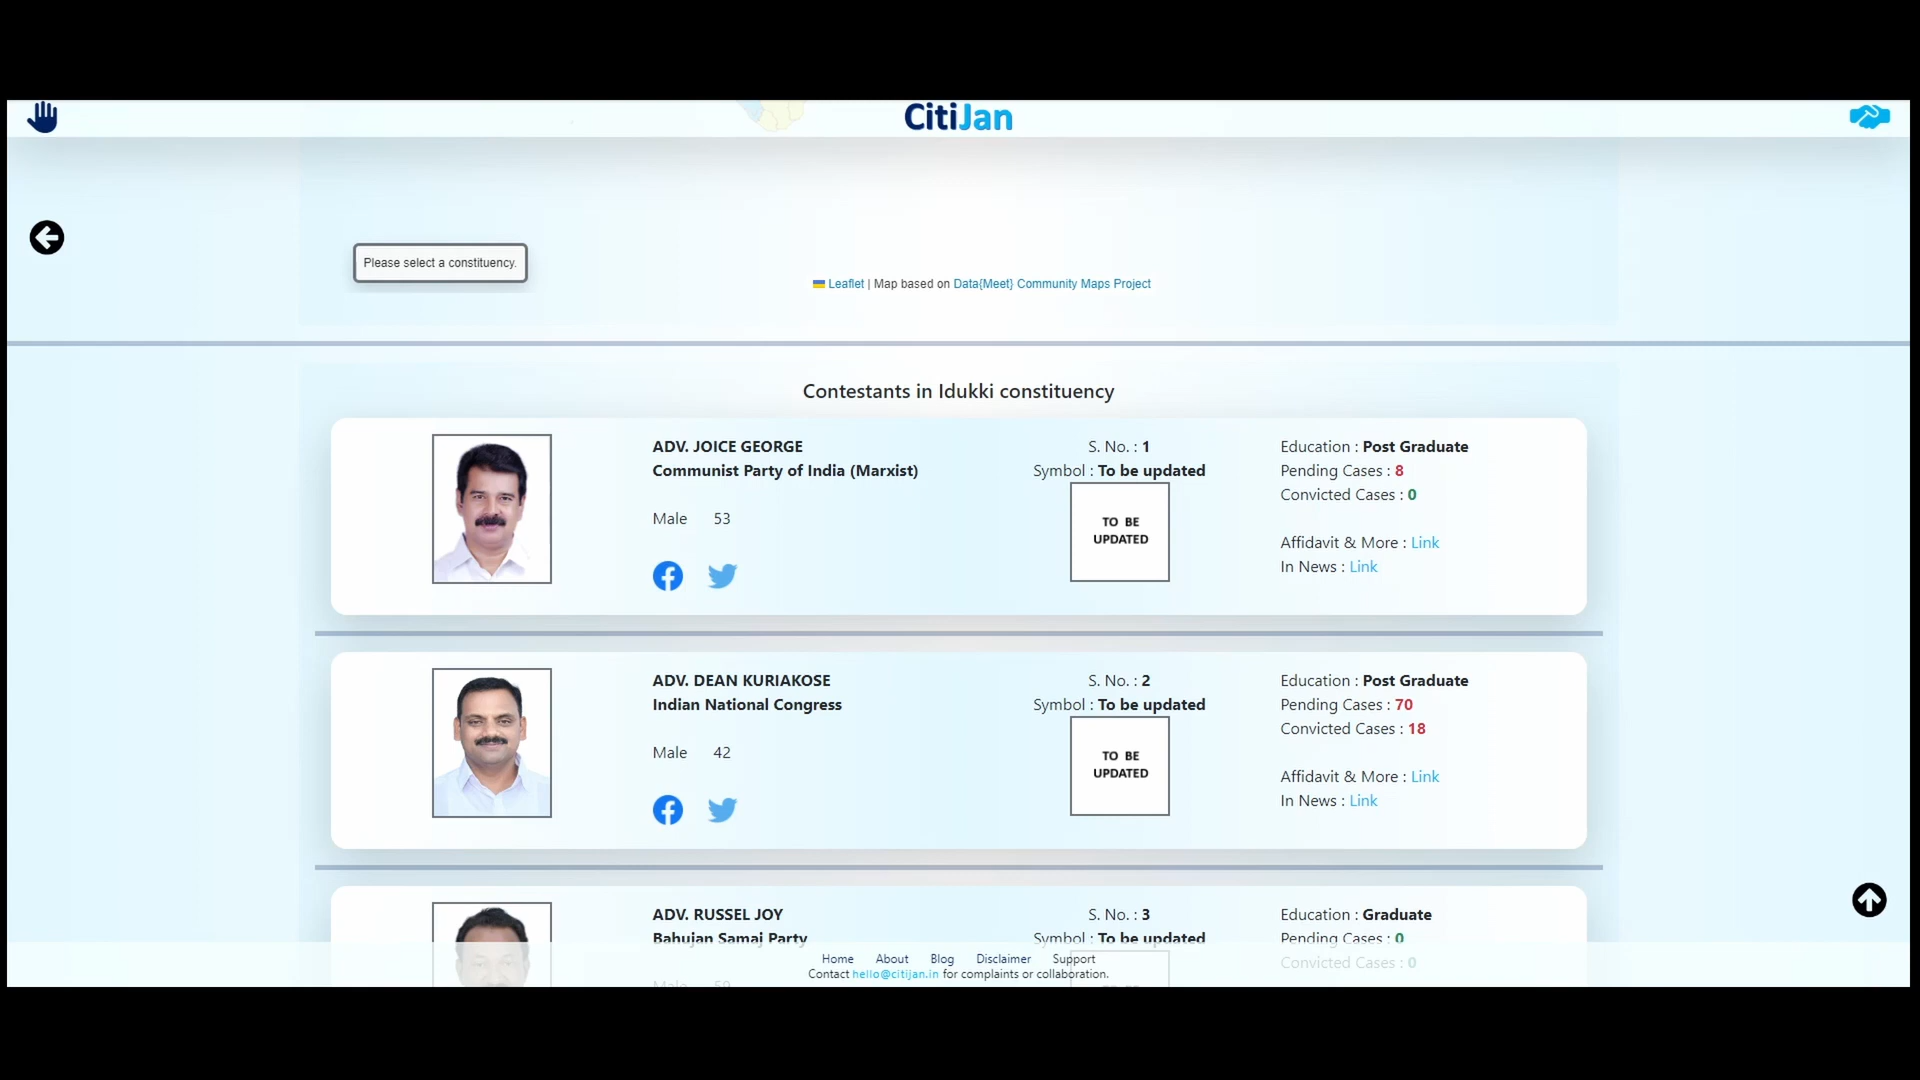 CitiJan
Please select a constituency.
Leaflet | Map based on Data{Meet} Community Maps Project
Contestants in Idukki constituency
ADV. JOICE GEORGE
Communist Party of India (Marxist)
Male 53
S. No. : 1
Symbol : To be updated
TO BE
UPDATED
Education : Post Graduate
Pending Cases : 8
Convicted Cases : 0
Affidavit & More : Link
In News : Link
ADV. DEAN KURIAKOSE
Indian National Congress
Male 42
S. No. : 2
Symbol : To be updated
TO BE
UPDATED
Education : Post Graduate
Pending Cases : 70
Convicted Cases : 18
Affidavit & More : Link
In News : Link
ADV. RUSSEL JOY
Bahujan Samaj Party
S. No. : 3
Symbol : To be updated
Education : Graduate
Pending Cases : 0
Convicted Cases : 0
Home About Blog Disclaimer Support
Contact hello@citijan.in for complaints or collaboration.